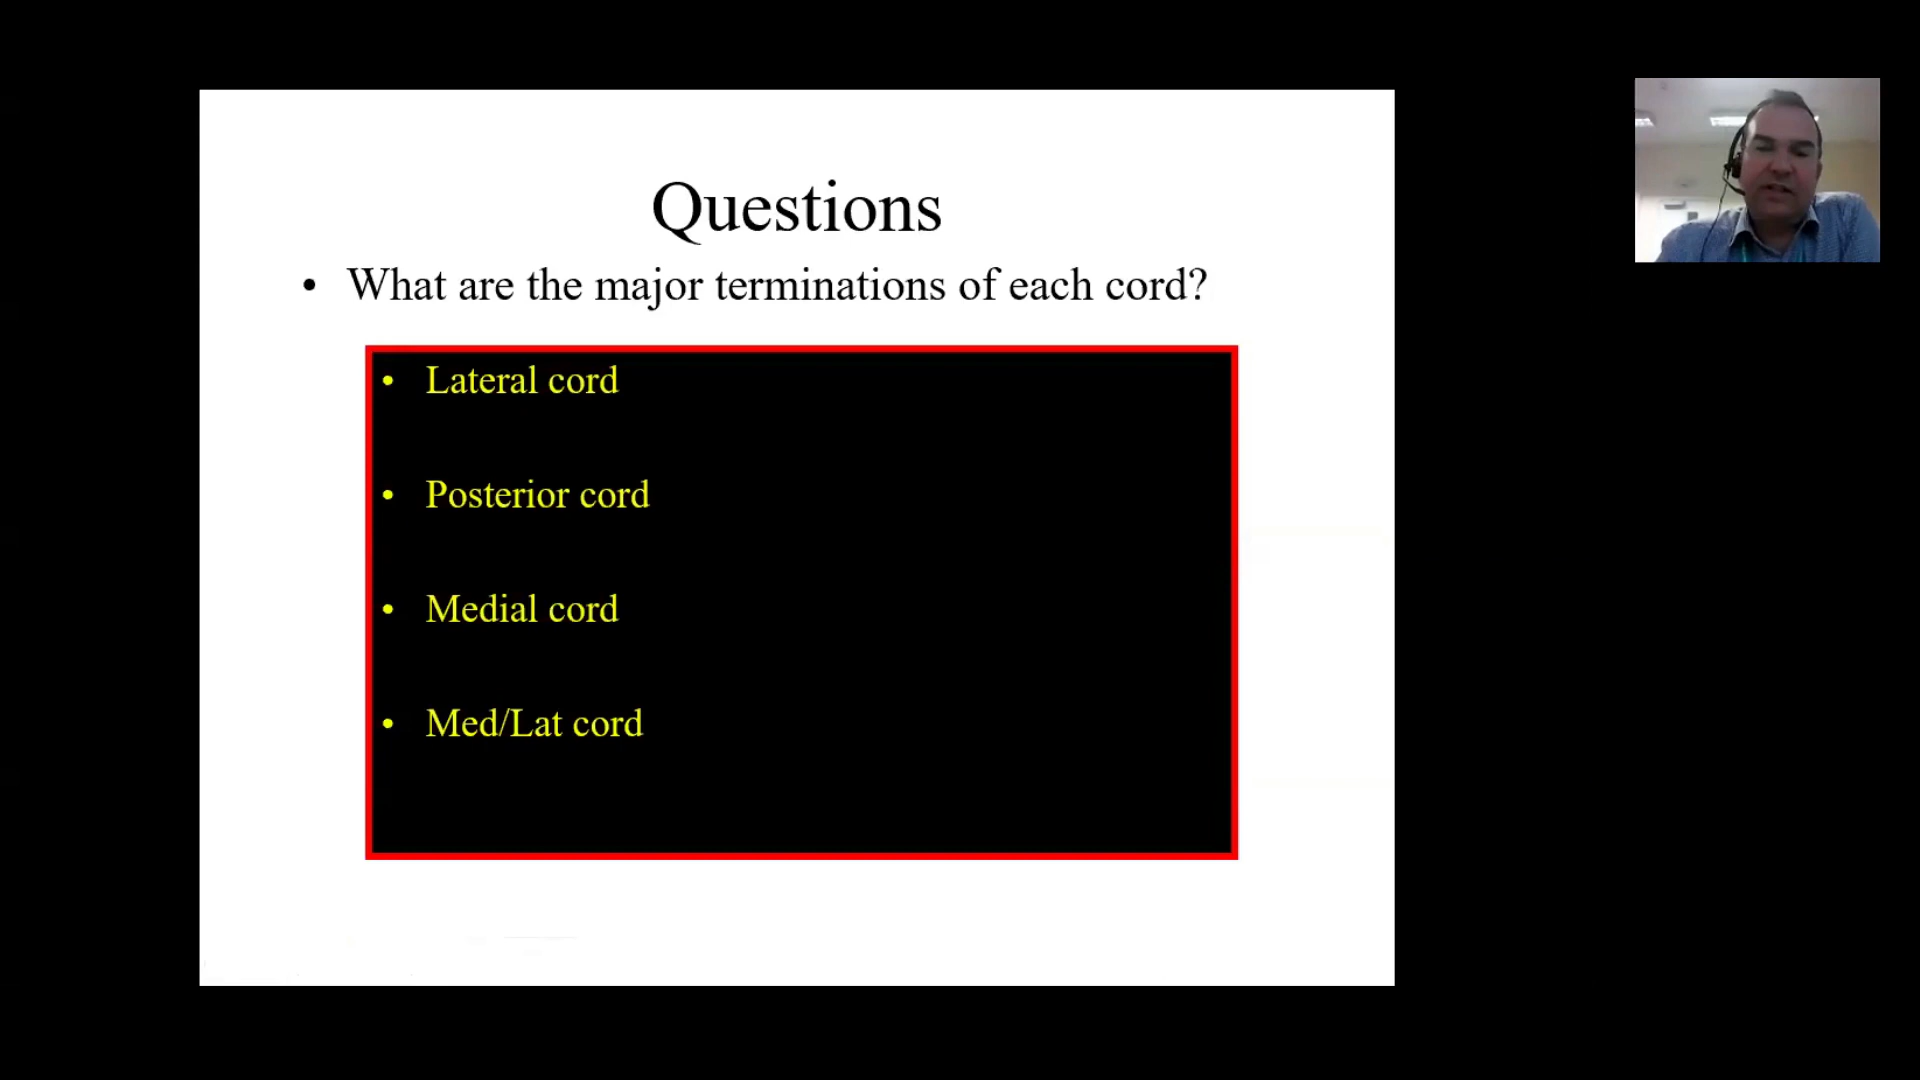 Questions
• What are the major terminations of each cord?
• Lateral cord
• Posterior cord
• Medial cord
• Med/Lat cord